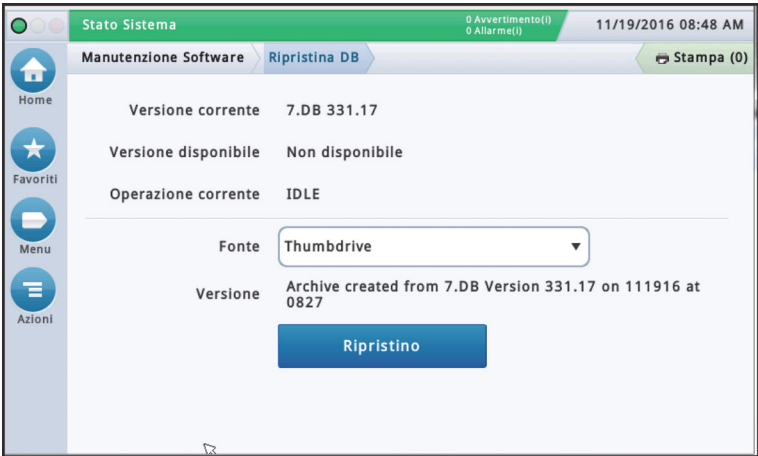 Stato Sistema
0 Avvertimento(i)
0 Allarme(i)
11/19/2016 08:48 AM
Manutenzione Software
Ripristina DB
Stampa (0)
Home
Favoriti
Menu
Azioni
Versione corrente 7.DB 331.17
Versione disponibile Non disponibile
Operazione corrente IDLE
Fonte Thumbdrive
Versione Archive created from 7.DB Version 331.17 on 111916 at
0827
Ripristino